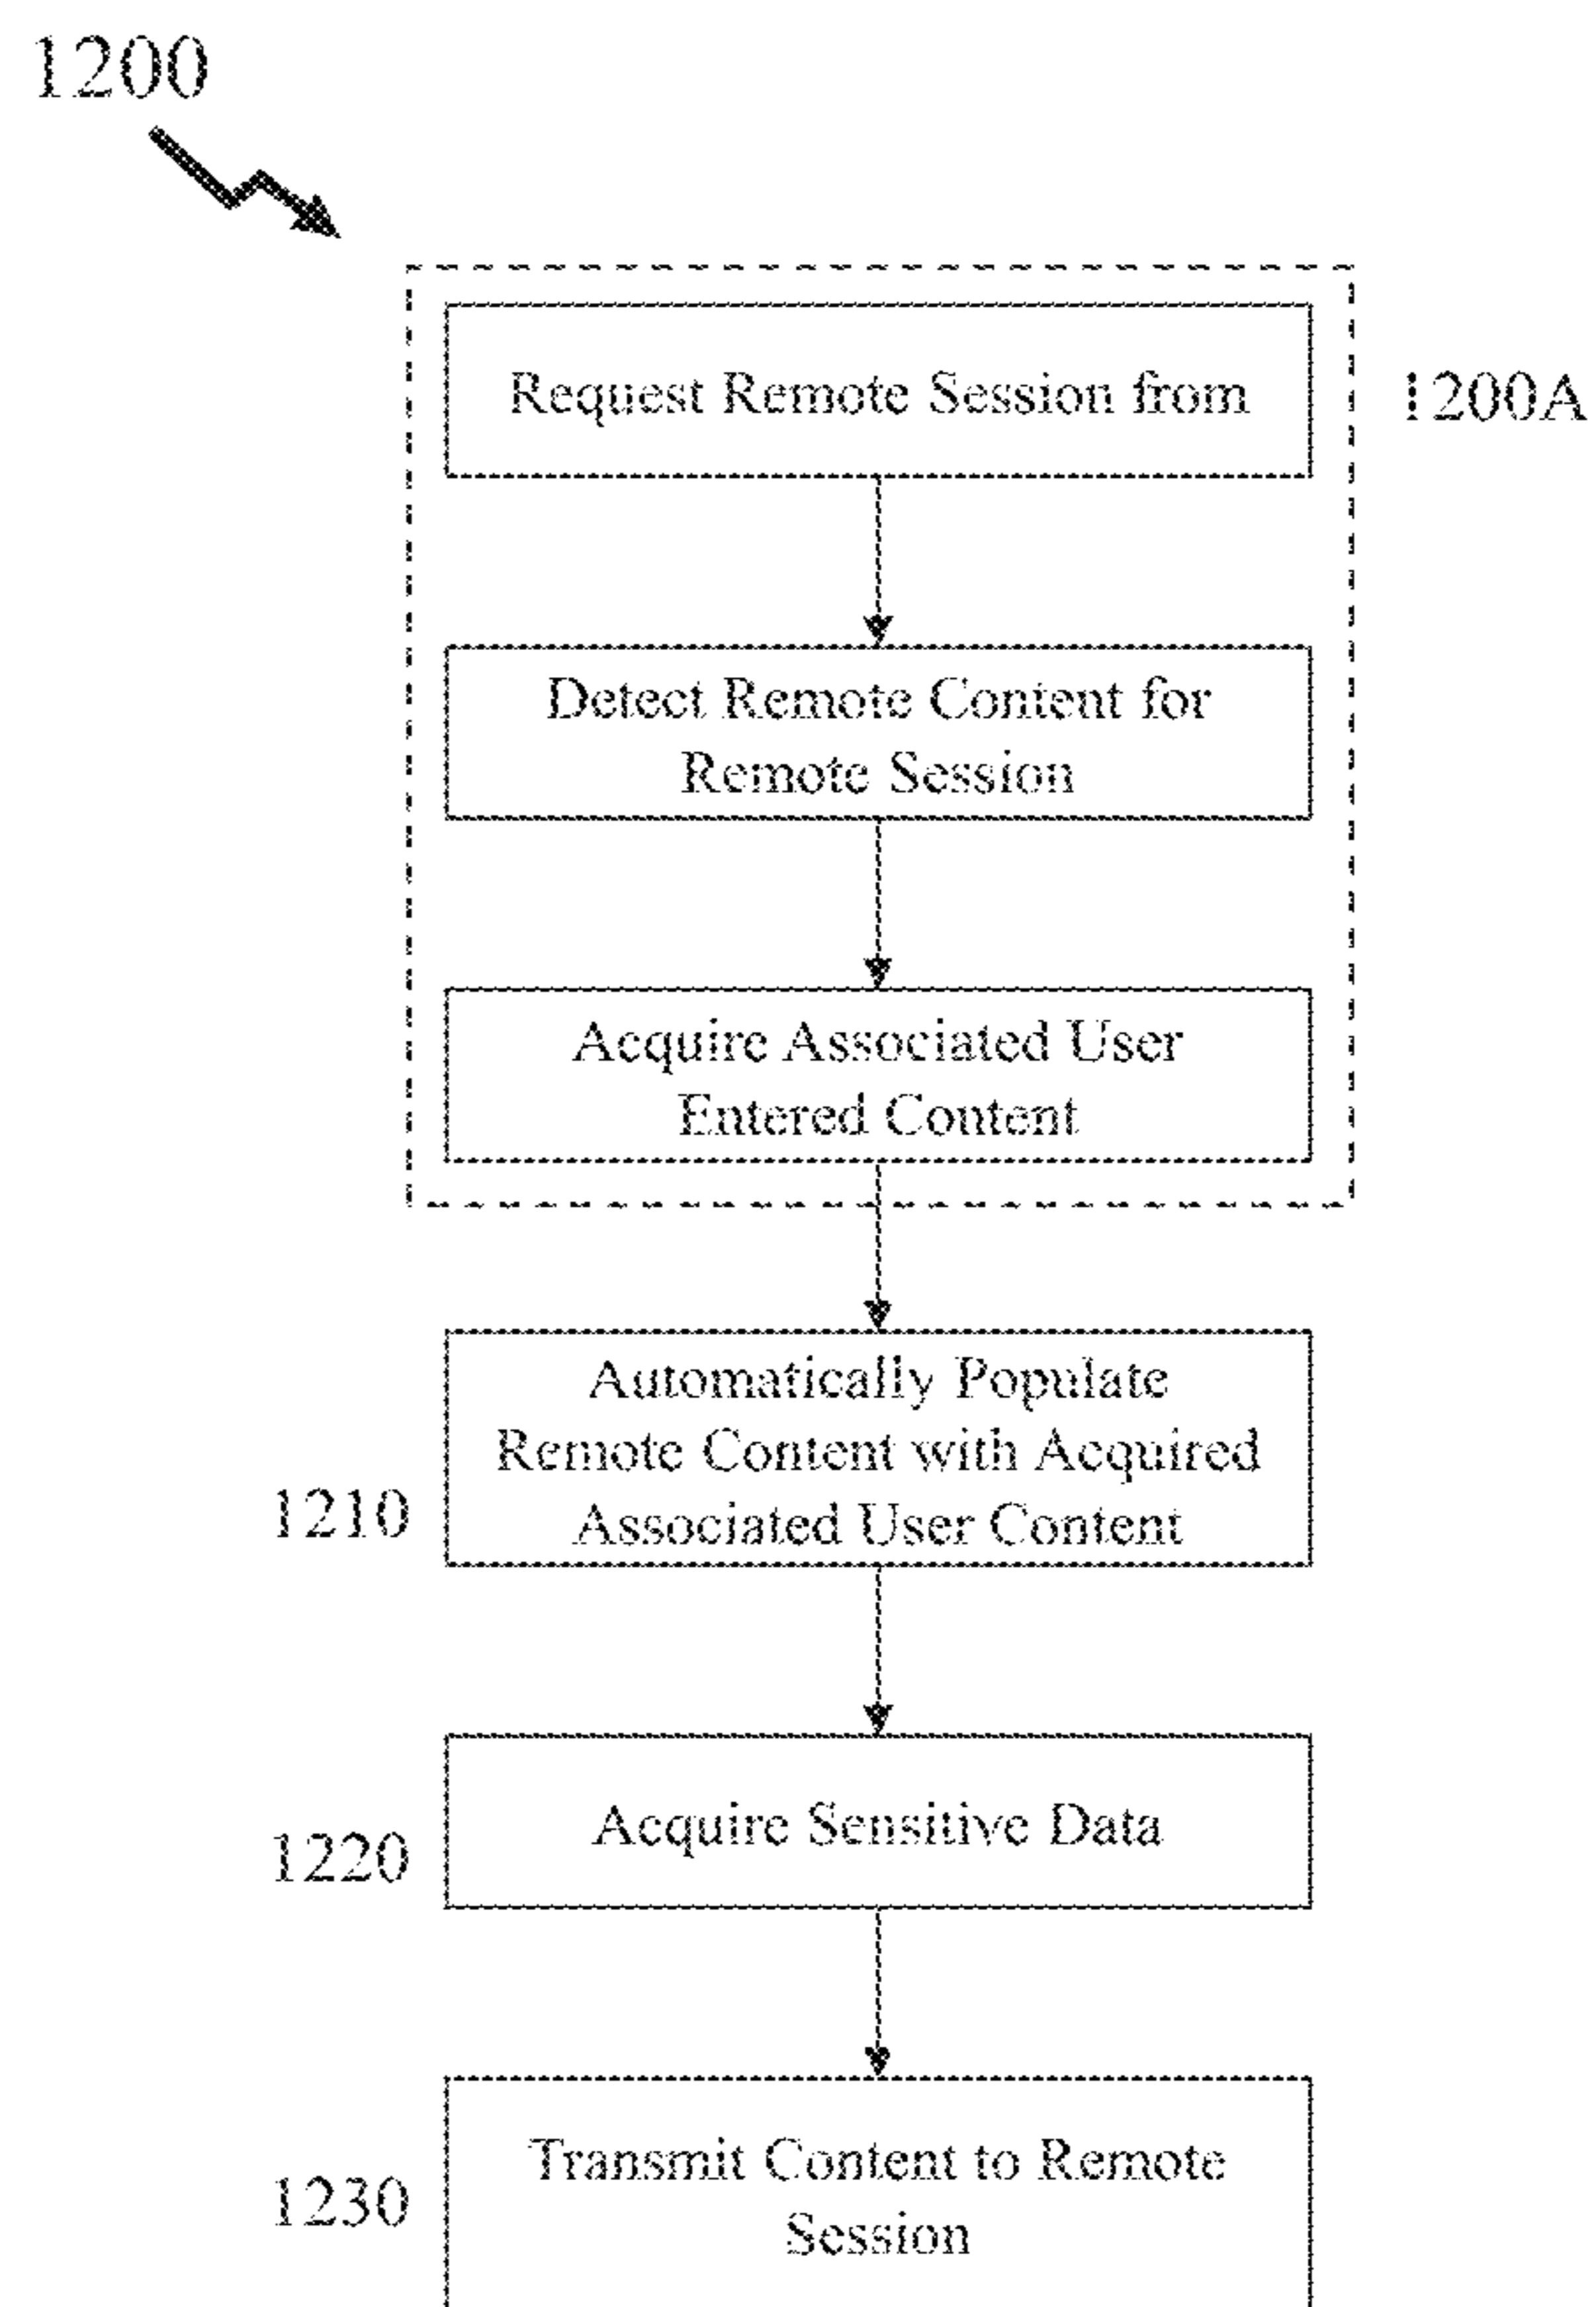 1200
Request Remote Session from
1200A
Detect Remote Content for
Remote Session
Acquire Associated User
Entered Content
Automatically Populate
Remote Content with Acquired
Associated User Content
1210
Acquire Sensitive Data
1220
Transmit Content to Remote
Session
1230